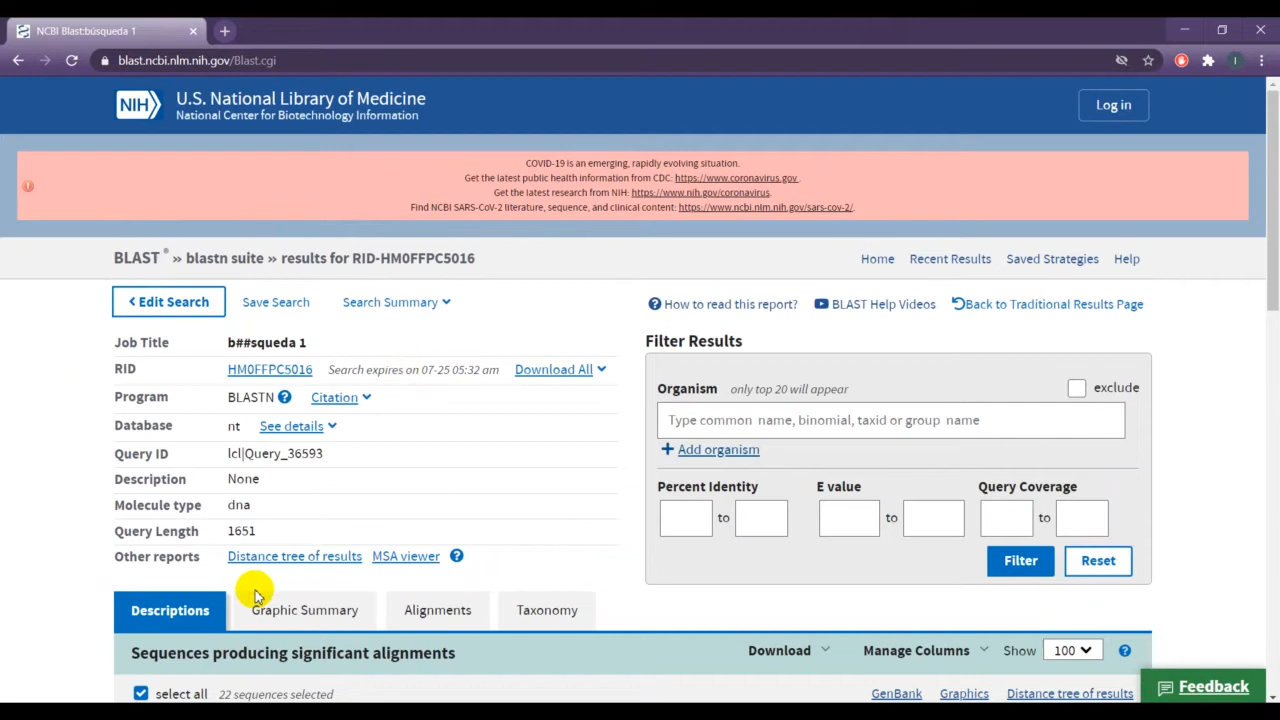 NCBI Blast:búsqueda 1
blast.ncbi.nlm.nih.gov/Blast.cgi
I
NIH
U.S. National Library of Medicine
National Center for Biotechnology Information
Log in
COVID-19 is an emerging, rapidly evolving situation.
Get the latest public health information from CDC: https://www.coronavirus.gov .
Get the latest research from NIH: https://www.nih.gov/coronavirus.
Find NCBI SARS-CoV-2 literature, sequence, and clinical content: https://www.ncbi.nlm.nih.gov/sars-cov-2/.
BLAST ® » blastn suite » results for RID-HM0FFPC5016
Home Recent Results Saved Strategies Help
< Edit Search Save Search Search Summary
How to read this report? BLAST Help Videos Back to Traditional Results Page
Job Title b##squeda 1
RID HM0FFPC5016 Search expires on 07-25 05:32 am Download All
Program BLASTN ? Citation
Database nt See details
Query ID lcl|Query_36593
Description None
Molecule type dna
Query Length 1651
Other reports Distance tree of results MSA viewer ?
Filter Results
Organism only top 20 will appear exclude
Type common name, binomial, taxid or group name
+ Add organism
Percent Identity E value Query Coverage
to to to
Filter Reset
Descriptions Graphic Summary Alignments Taxonomy
Sequences producing significant alignments Download Manage Columns Show 100 ?
select all 22 sequences selected GenBank Graphics Distance tree of results
Feedback